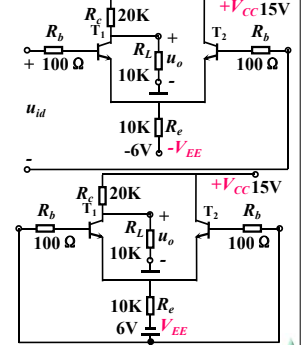 +VCC 15V
Rc 20K
T1
T2
Rb
Rb
+
RL
uo
+
100 Ω
100 Ω
10K
-
uid
10K Re
-6V -VEE
-
+VCC 15V
Rc 20K
T1
T2
Rb
Rb
+
RL
uo
100 Ω
100 Ω
10K
-
10K Re
6V VEE